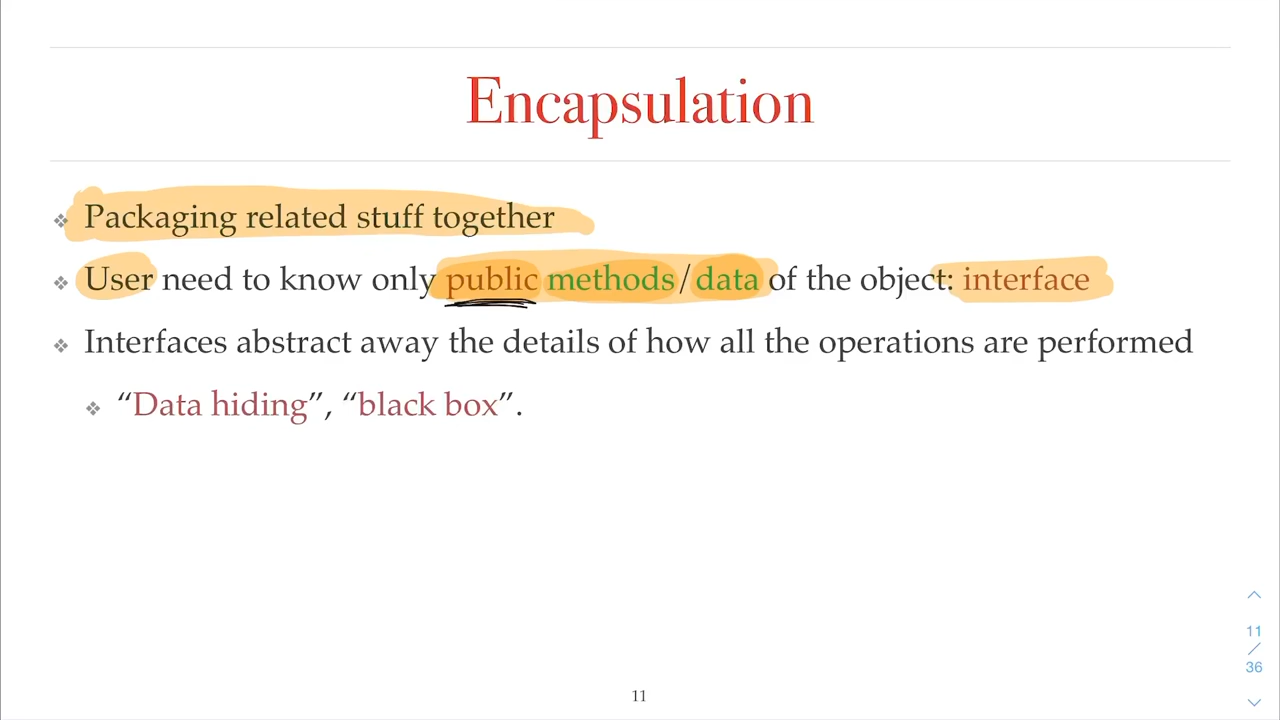 Encapsulation
Packaging related stuff together
User need to know only public methods/data of the object: interface
Interfaces abstract away the details of how all the operations are performed
“Data hiding”, “black box”.
11
/
36
11